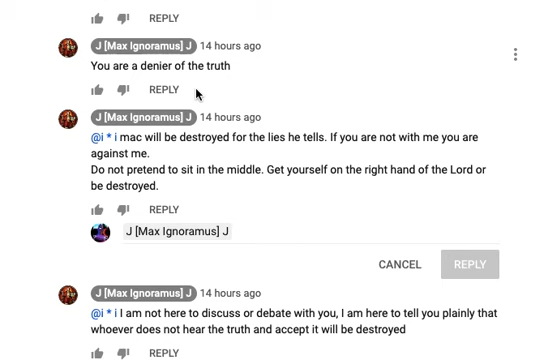 REPLY
J [Max Ignoramus] J 14 hours ago
You are a denier of the truth
REPLY
J [Max Ignoramus] J 14 hours ago
@i * i mac will be destroyed for the lies he tells. If you are not with me you are
against me.
Do not pretend to sit in the middle. Get yourself on the right hand of the Lord or
be destroyed.
REPLY
J [Max Ignoramus] J
CANCEL REPLY
J [Max Ignoramus] J 14 hours ago
@i * i I am not here to discuss or debate with you, I am here to tell you plainly that
whoever does not hear the truth and accept it will be destroyed
REPLY